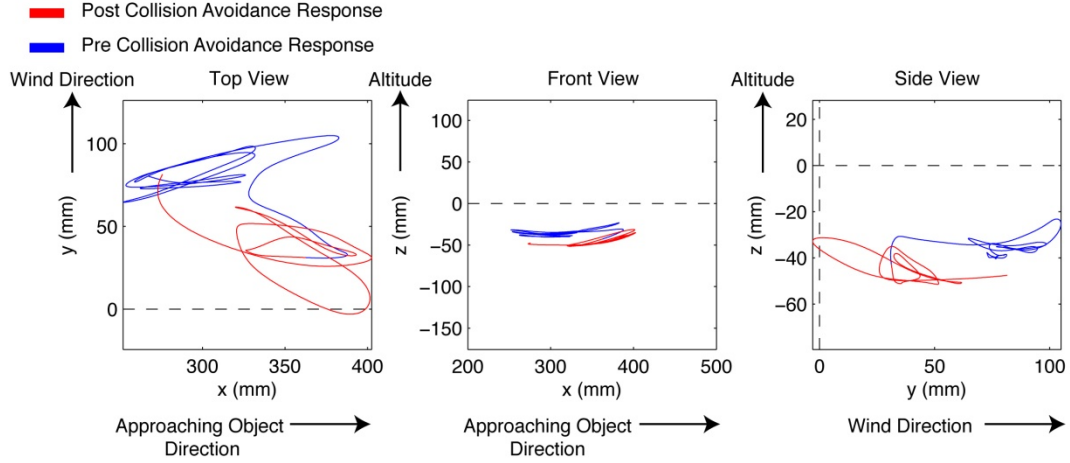 Post Collision Avoidance Response
Pre Collision Avoidance Response
Wind Direction
Top View
100
50
0
y (mm)
300
350
400
x (mm)
Approaching Object
Direction
Altitude
Front View
100
50
0
−50
−100
−150
z (mm)
200
300
400
500
x (mm)
Approaching Object
Direction
Altitude
Side View
20
0
−20
−40
−60
z (mm)
0
50
100
y (mm)
Wind Direction